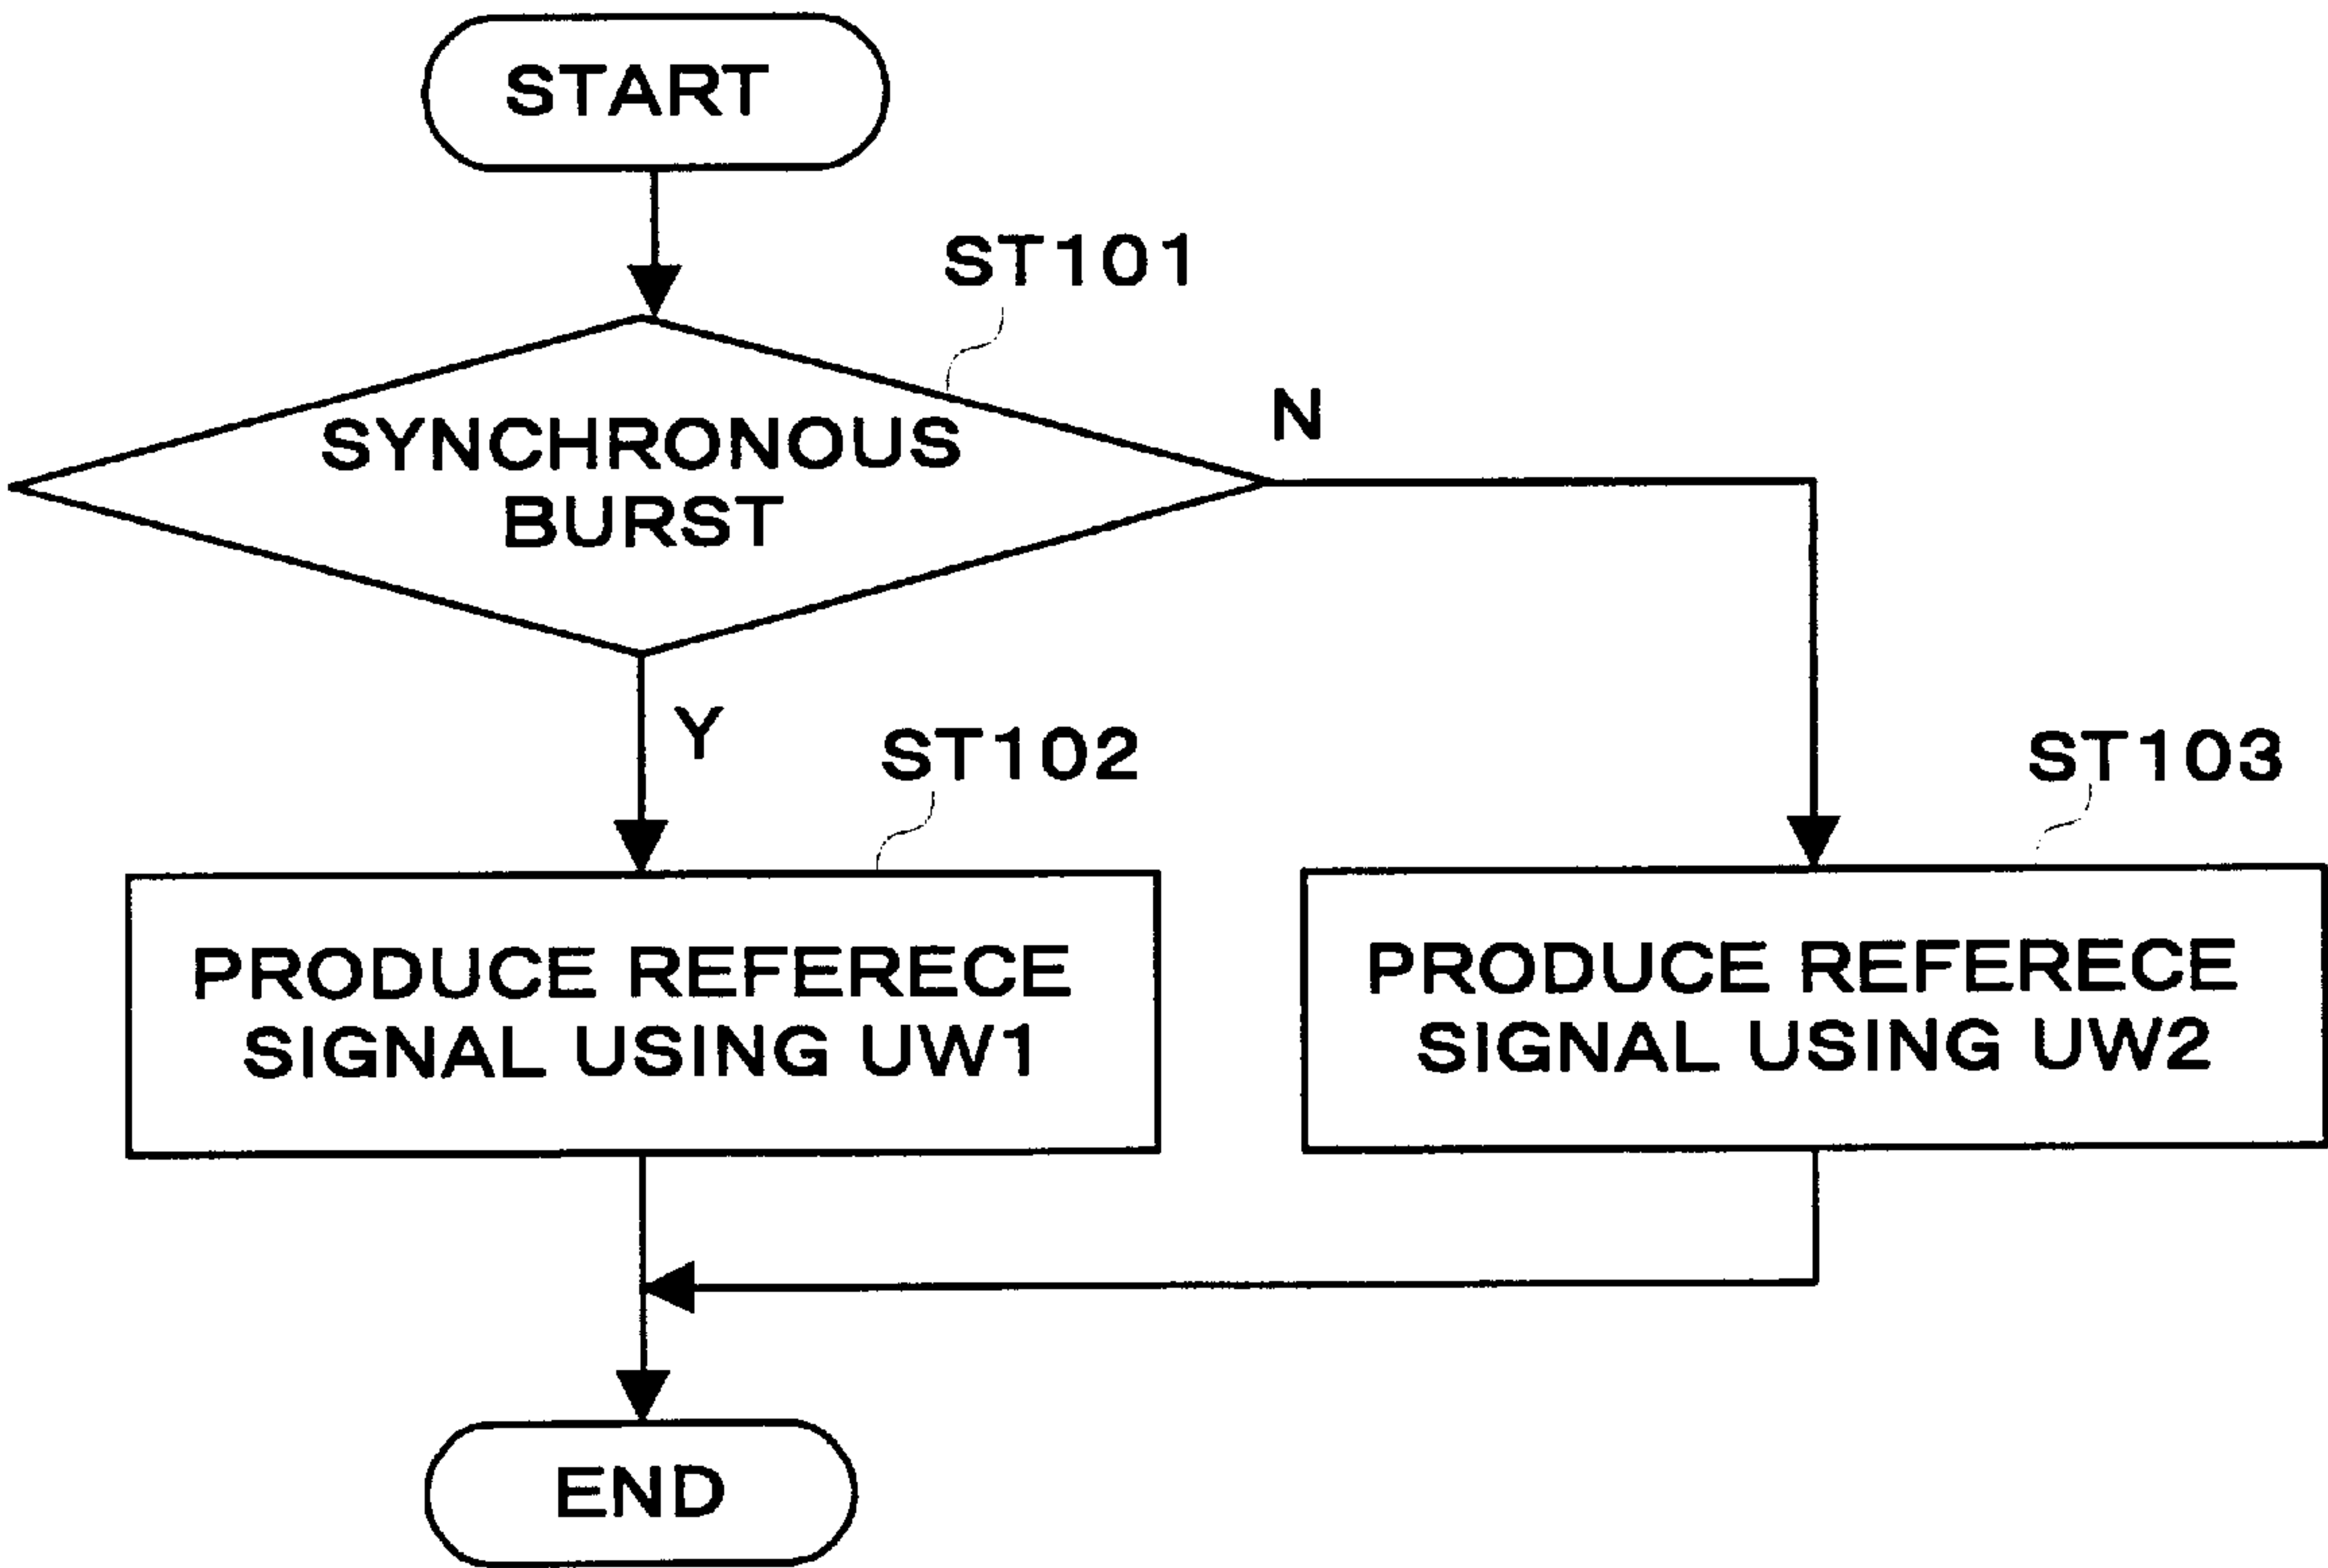 START
ST101
SYNCHRONOUS
BURST
N
Y
ST102
ST103
PRODUCE REFERECE
SIGNAL USING UW1
PRODUCE REFERECE
SIGNAL USING UW2
END